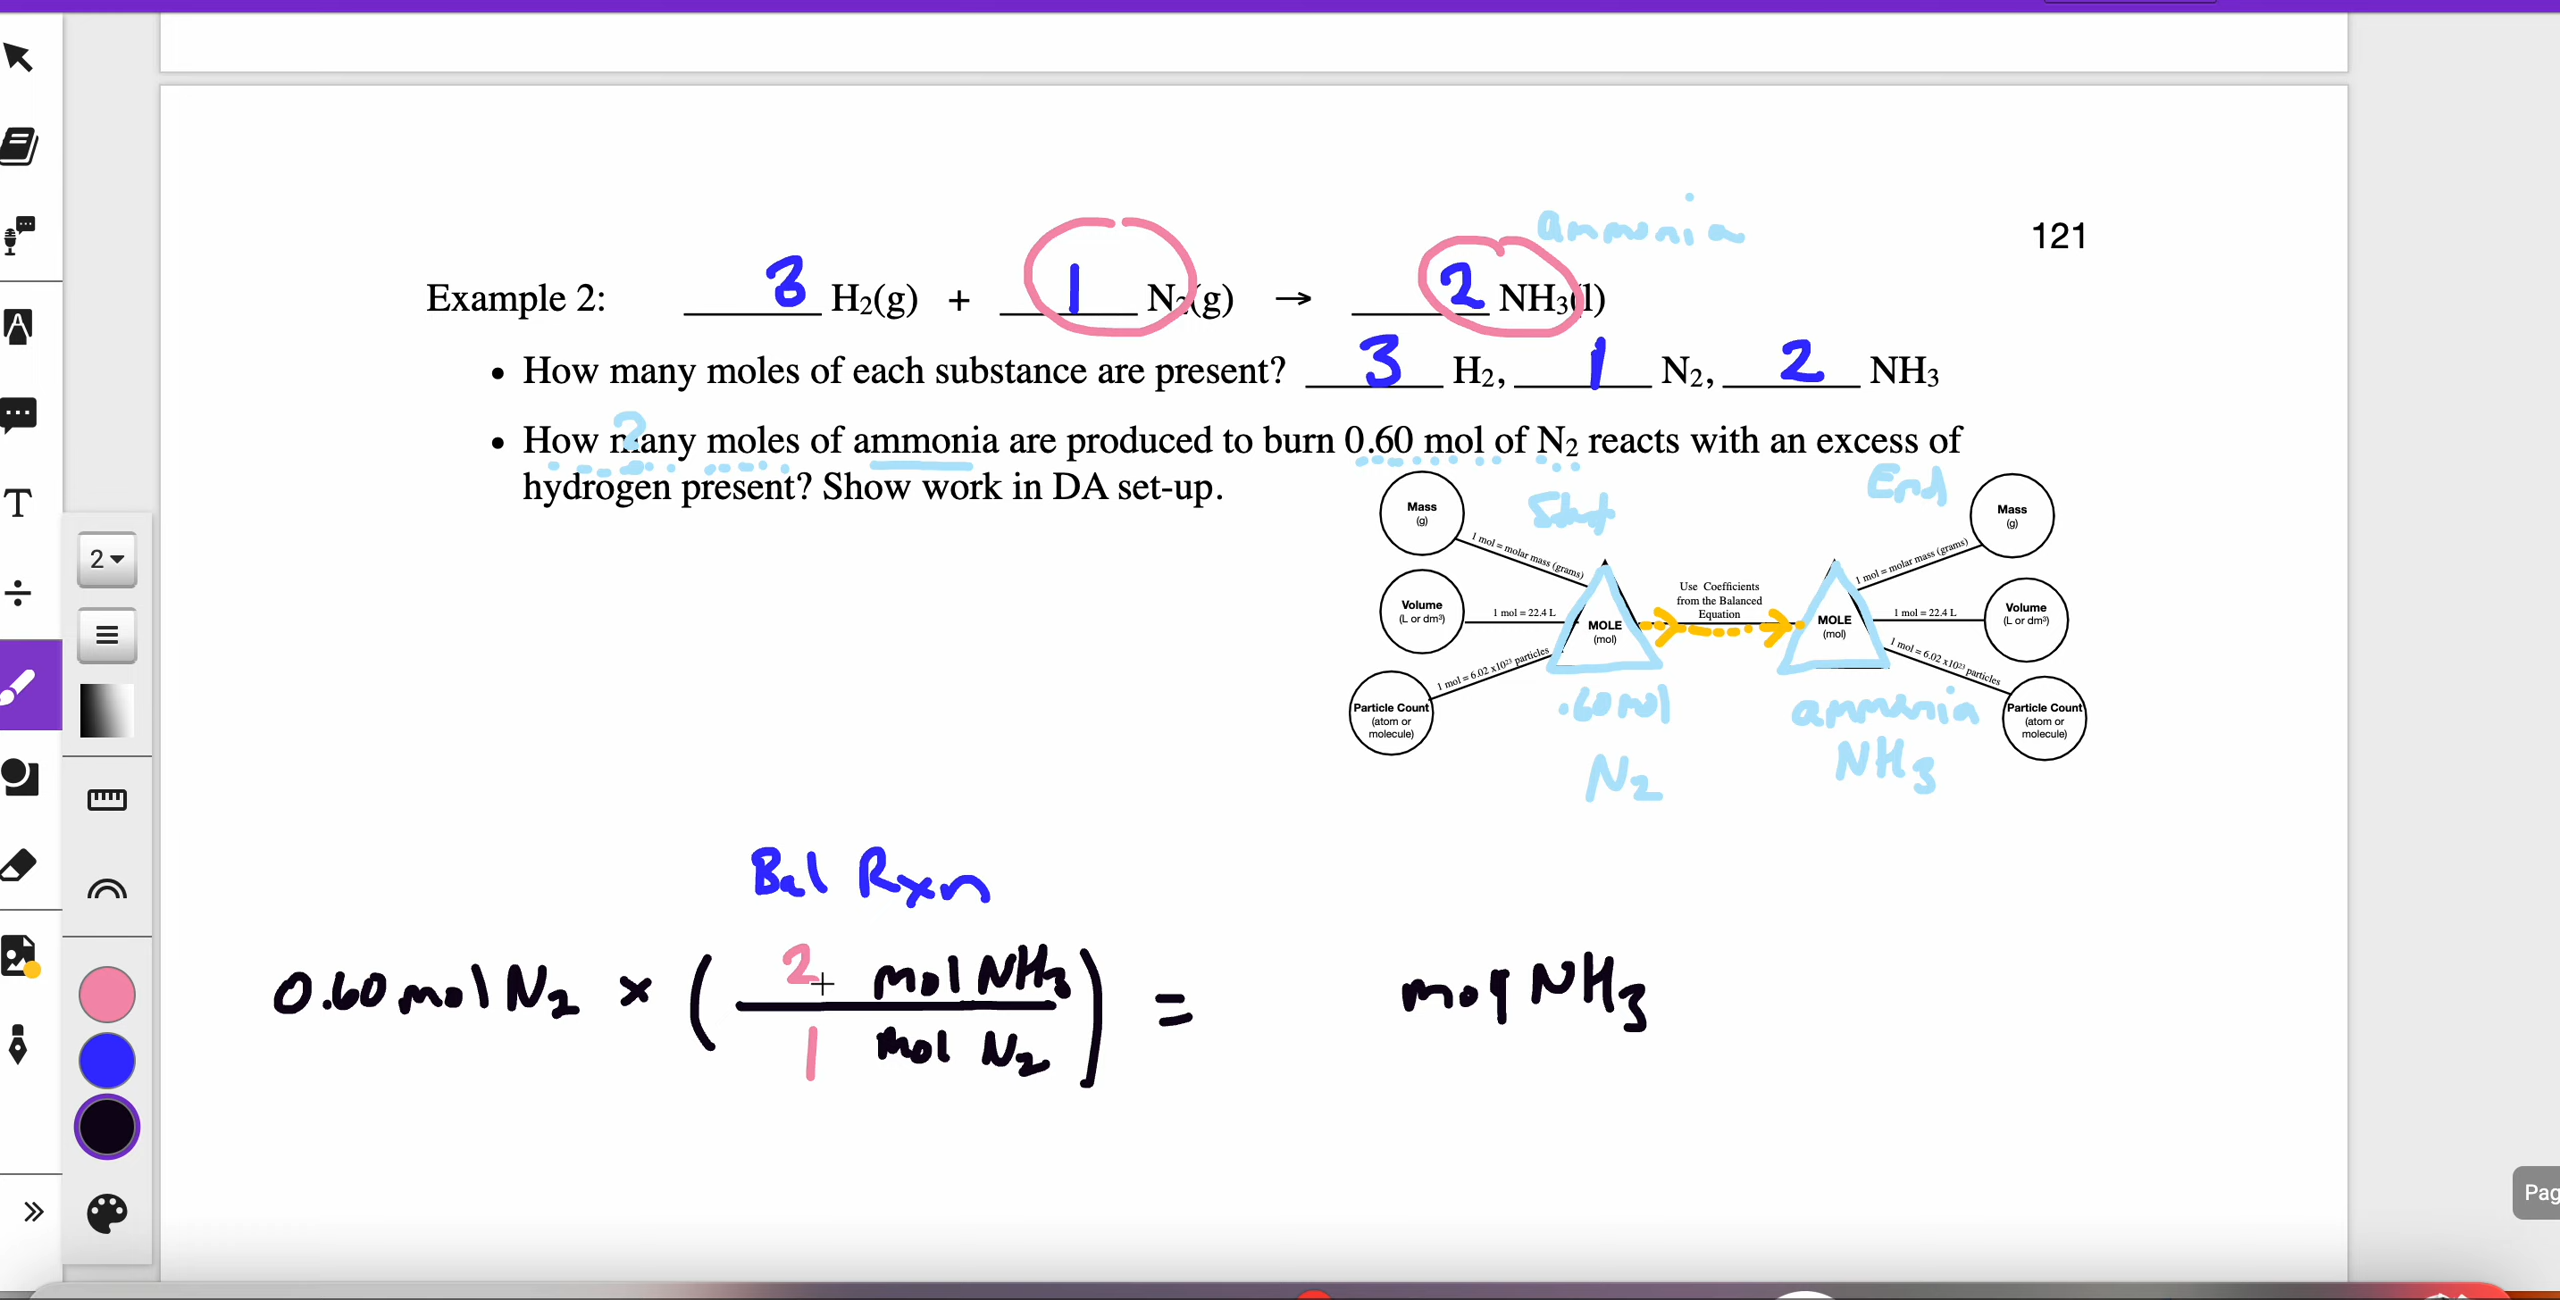 ammonia
121
Example 2: 3 H2(g) + 1 N2(g) → 2 NH3(l)
• How many moles of each substance are present? 3 H2, 1 N2, 2 NH3
?
• How many moles of ammonia are produced to burn 0.60 mol of N2 reacts with an excess of
hydrogen present? Show work in DA set-up.
Start
End
Mass
(g)
1 mol = molar mass (grams)
Volume
(L or dm³)
1 mol = 22.4 L
Particle Count
(atom or
molecule)
1 mol = 6.02 x10²³ particles
MOLE
(mol)
Use Coefficients
from the Balanced
Equation
MOLE
(mol)
1 mol = molar mass (grams)
Mass
(g)
1 mol = 22.4 L
Volume
(L or dm³)
1 mol = 6.02 x10²³ particles
Particle Count
(atom or
molecule)
.60 mol
N2
ammonia
NH3
Bal Rxn
0.60 mol N2 × ( 2 mol NH3 / 1 mol N2 ) = mol NH3
2
T
Pag